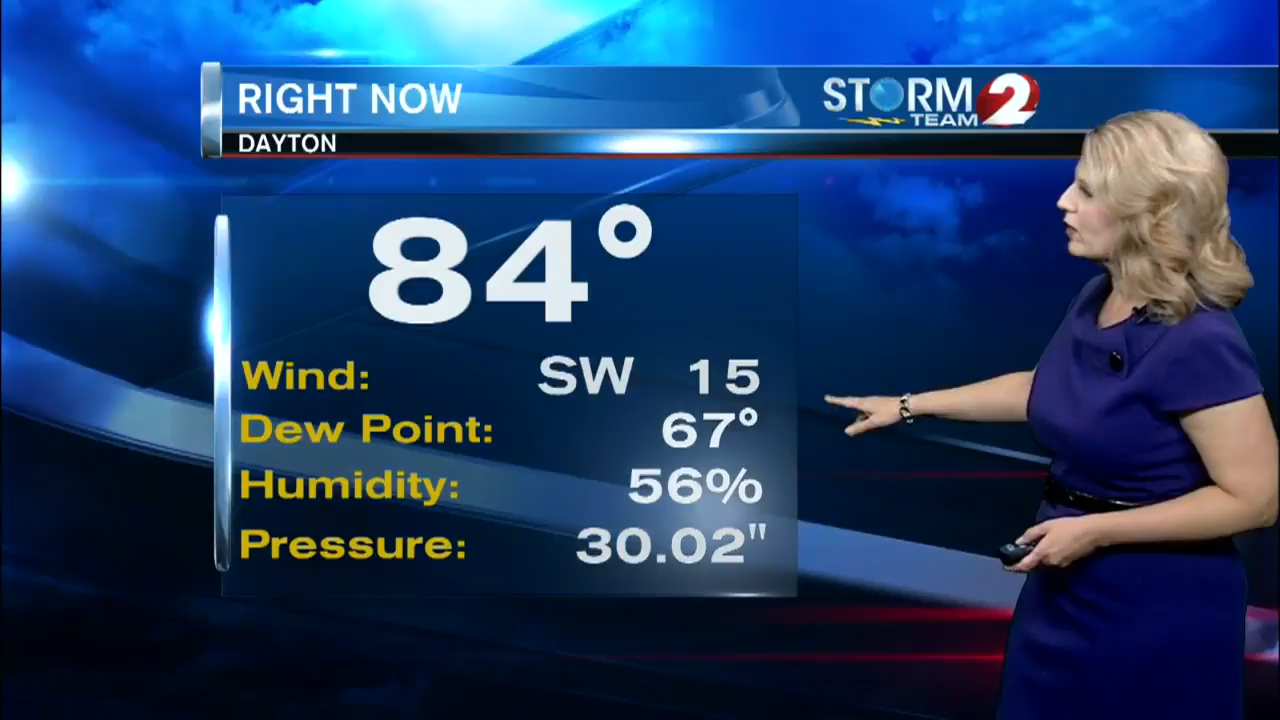 RIGHT NOW
STORM TEAM 2
DAYTON
84°
Wind: SW 15
Dew Point: 67°
Humidity: 56%
Pressure: 30.02"